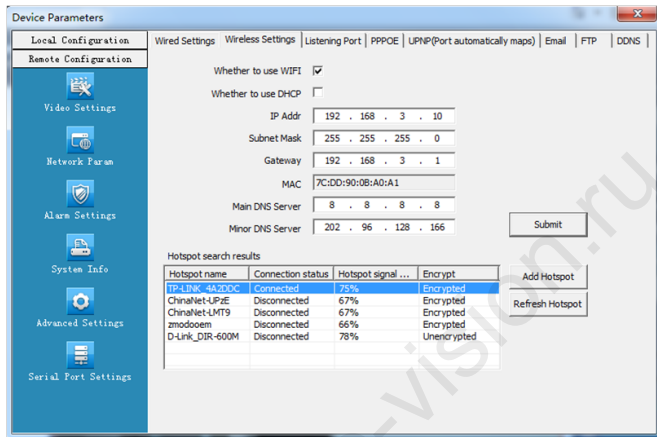 Device Parameters
Local Configuration
Remote Configuration
Video Settings
Network Param
Alarm Settings
System Info
Advanced Settings
Serial Port Settings
Wired Settings Wireless Settings Listening Port PPPOE UPNP(Port automatically maps) Email FTP DDNS
Whether to use WIFI
Whether to use DHCP
IP Addr 192 . 168 . 3 . 10
Subnet Mask 255 . 255 . 255 . 0
Gateway 192 . 168 . 3 . 1
MAC 7C:DD:90:0B:A0:A1
Main DNS Server 8 . 8 . 8 . 8
Minor DNS Server 202 . 96 . 128 . 166
Submit
Hotspot search results
Hotspot name Connection status Hotspot signal ... Encrypt
TP-LINK_4A2DDC Connected 75% Encrypted
ChinaNet-UPzE Disconnected 67% Encrypted
ChinaNet-LMT9 Disconnected 67% Encrypted
zmodooem Disconnected 66% Encrypted
D-Link_DIR-600M Disconnected 78% Unencrypted
Add Hotspot
Refresh Hotspot
-vision.ru